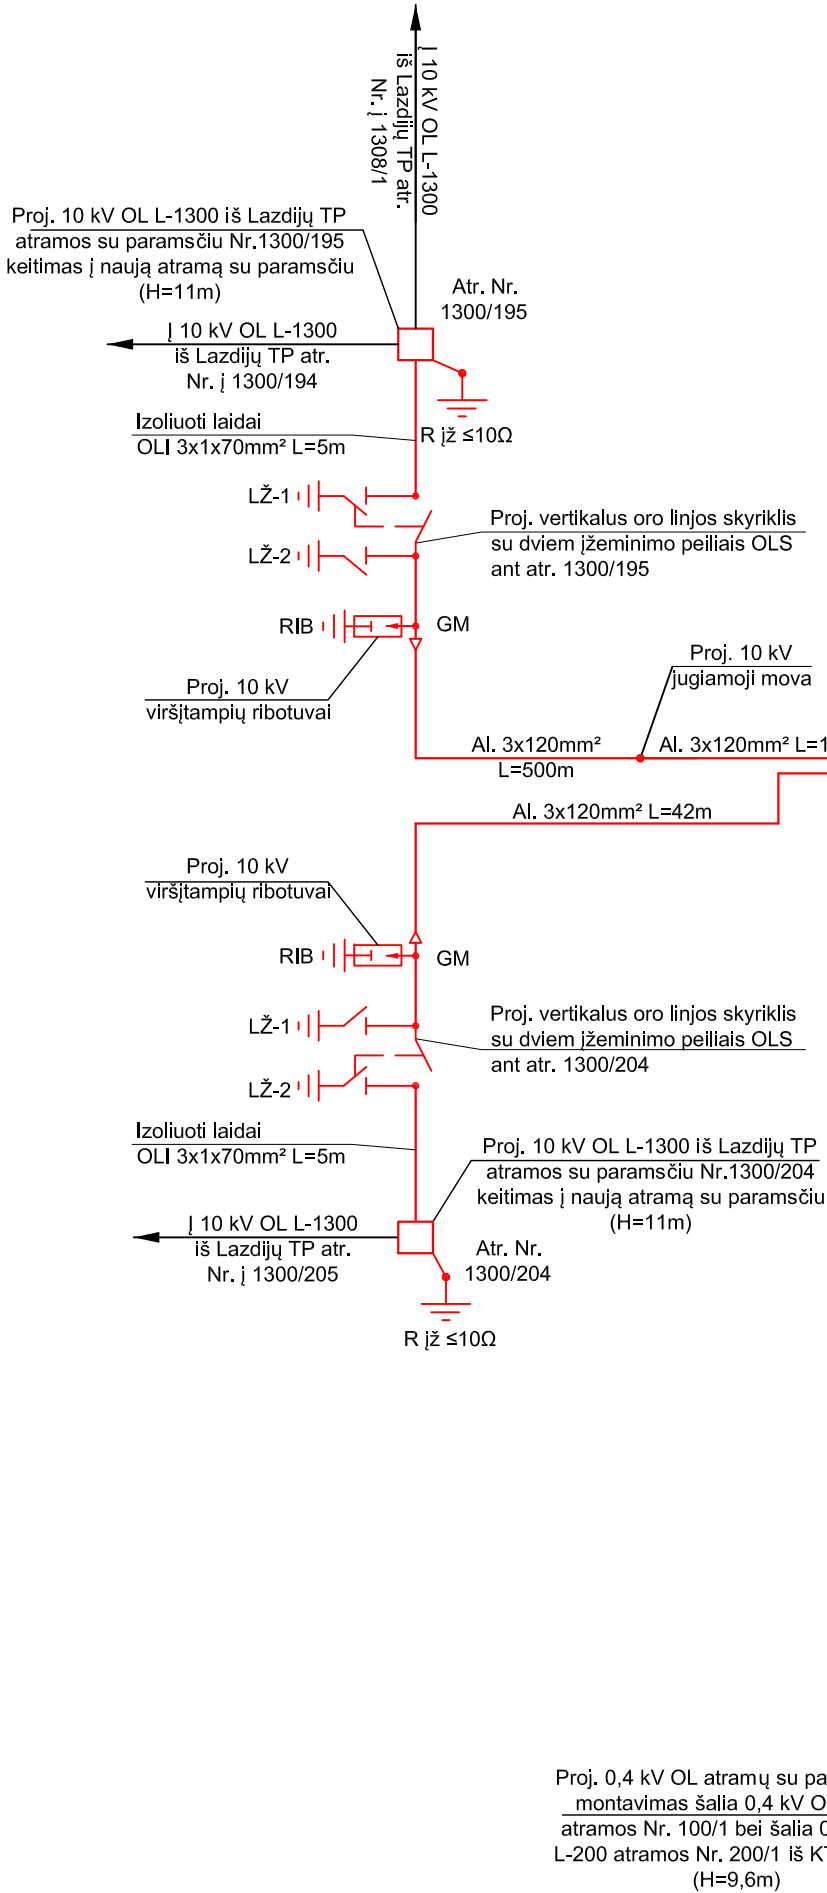 Į 10 kV OL L-1300
iš Lazdijų TP atr.
Nr. į 1308/1
Proj. 10 kV OL L-1300 iš Lazdijų TP
atramos su paramsčiu Nr.1300/195
keitimas į naują atramą su paramsčiu
(H=11m)
Atr. Nr.
1300/195
Į 10 kV OL L-1300
iš Lazdijų TP atr.
Nr. į 1300/194
Izoliuoti laidai
OLI 3x1x70mm² L=5m
R įž ≤10Ω
LŽ-1
Proj. vertikalus oro linjos skyriklis
su dviem įžeminimo peiliais OLS
ant atr. 1300/195
LŽ-2
RIB
GM
Proj. 10 kV
jugiamoji mova
Proj. 10 kV
viršįtampių ribotuvai
Al. 3x120mm²
L=500m
Al. 3x120mm² L=1
Al. 3x120mm² L=42m
Proj. 10 kV
viršįtampių ribotuvai
RIB
GM
LŽ-1
Proj. vertikalus oro linjos skyriklis
su dviem įžeminimo peiliais OLS
ant atr. 1300/204
LŽ-2
Izoliuoti laidai
OLI 3x1x70mm² L=5m
Proj. 10 kV OL L-1300 iš Lazdijų TP
atramos su paramsčiu Nr.1300/204
keitimas į naują atramą su paramsčiu
(H=11m)
Į 10 kV OL L-1300
iš Lazdijų TP atr.
Nr. į 1300/205
Atr. Nr.
1300/204
R įž ≤10Ω
Proj. 0,4 kV OL atramų su pa
montavimas šalia 0,4 kV O
atramos Nr. 100/1 bei šalia 0
L-200 atramos Nr. 200/1 iš K
(H=9,6m)